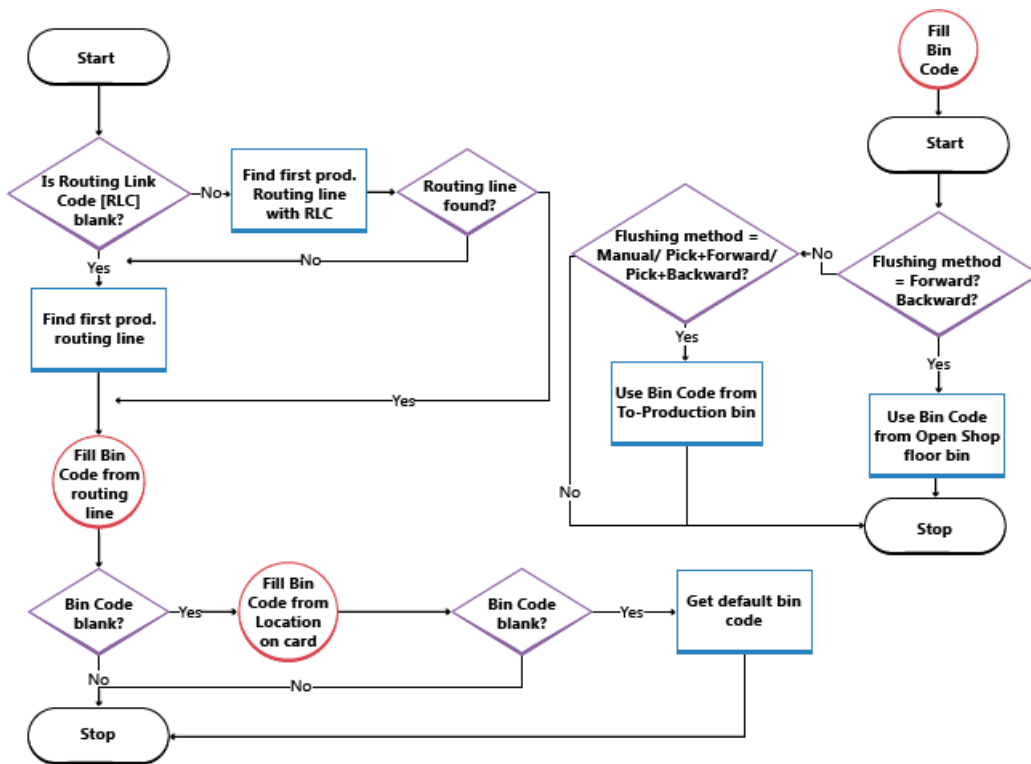 Start
Is Routing Link
Code [RLC]
blank?
No
Find first prod.
Routing line
with RLC
Routing line
found?
No
Yes
Find first prod.
routing line
Yes
Fill Bin
Code from
routing
line
Bin Code
blank?
Yes
Fill Bin
Code from
Location
on card
Bin Code
blank?
Yes
Get default bin
code
No
No
Stop
Fill
Bin
Code
Start
Flushing method
= Forward?
Backward?
No
Flushing method =
Manual/ Pick+Forward/
Pick+Backward?
Yes
Use Bin Code from
To-Production bin
Yes
Use Bin Code
from Open Shop
floor bin
No
Stop